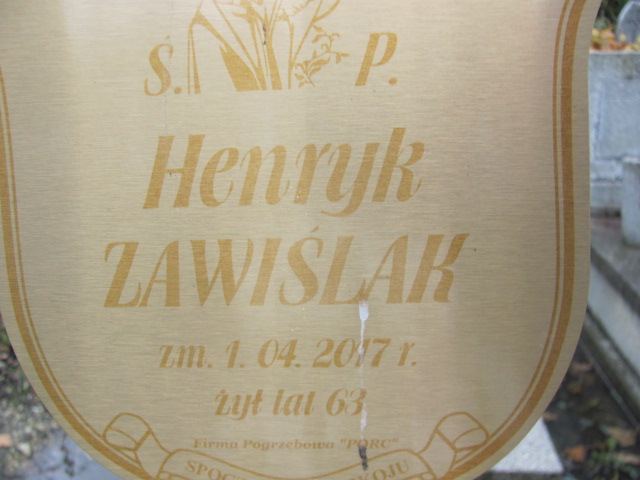 Ś. P.
Henryk
ZAWIŚLAK
zm. 1. 04. 2017 r.
żył lat 63
Firma Pogrzebowa "PORC"